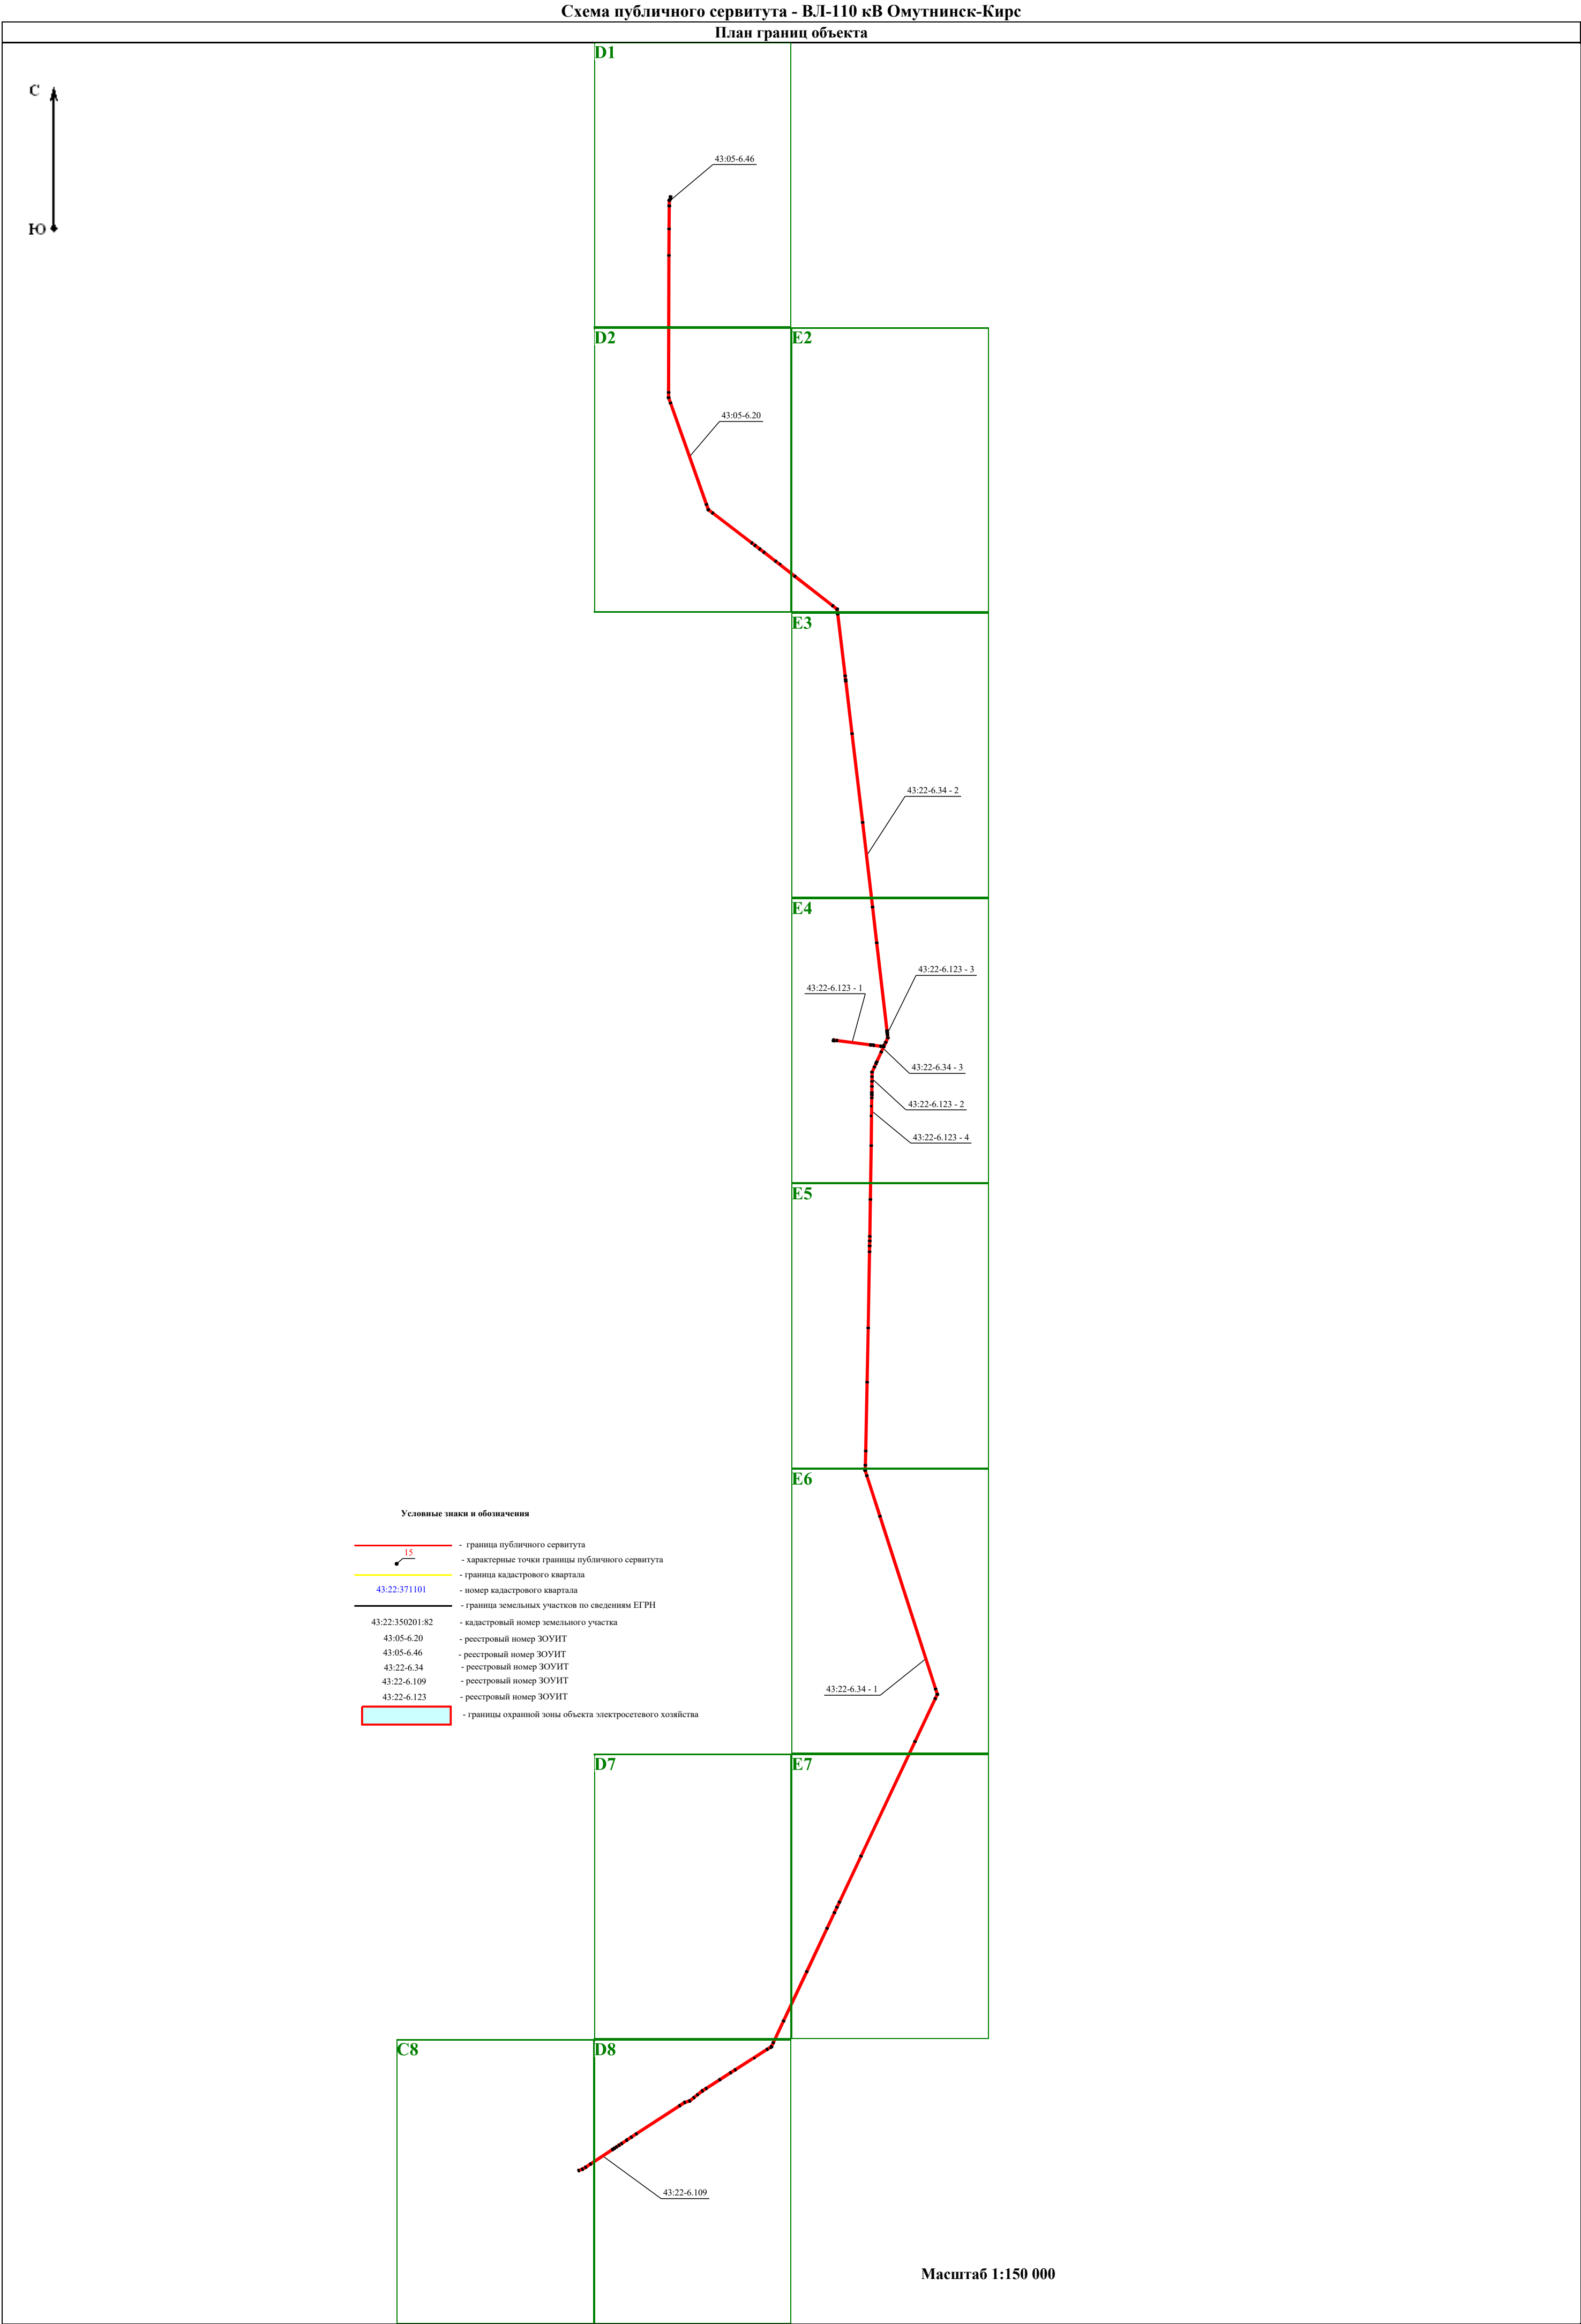 Схема публичного сервитута - ВЛ-110 кВ Омутнинск-Кирс
План границ объекта
D1
С
43:05-6.46
Ю
D2
E2
43:05-6.20
E3
43:22-6.34 - 2
E4
43:22-6.123 - 3
43:22-6.123 - 1
43:22-6.34 - 3
43:22-6.123 - 2
43:22-6.123 - 4
E5
E6
Условные знаки и обозначения
- граница публичного сервитута
15
- характерные точки границы публичного сервитута
- граница кадастрового квартала
43:22:371101 - номер кадастрового квартала
- граница земельных участков по сведениям ЕГРН
43:22:350201:82 - кадастровый номер земельного участка
43:05-6.20 - реестровый номер ЗОУИТ
43:05-6.46 - реестровый номер ЗОУИТ
43:22-6.34 - реестровый номер ЗОУИТ
43:22-6.109 - реестровый номер ЗОУИТ
43:22-6.123 - реестровый номер ЗОУИТ
- границы охранной зоны объекта электросетевого хозяйства
43:22-6.34 - 1
D7
E7
C8
D8
43:22-6.109
Масштаб 1:150 000